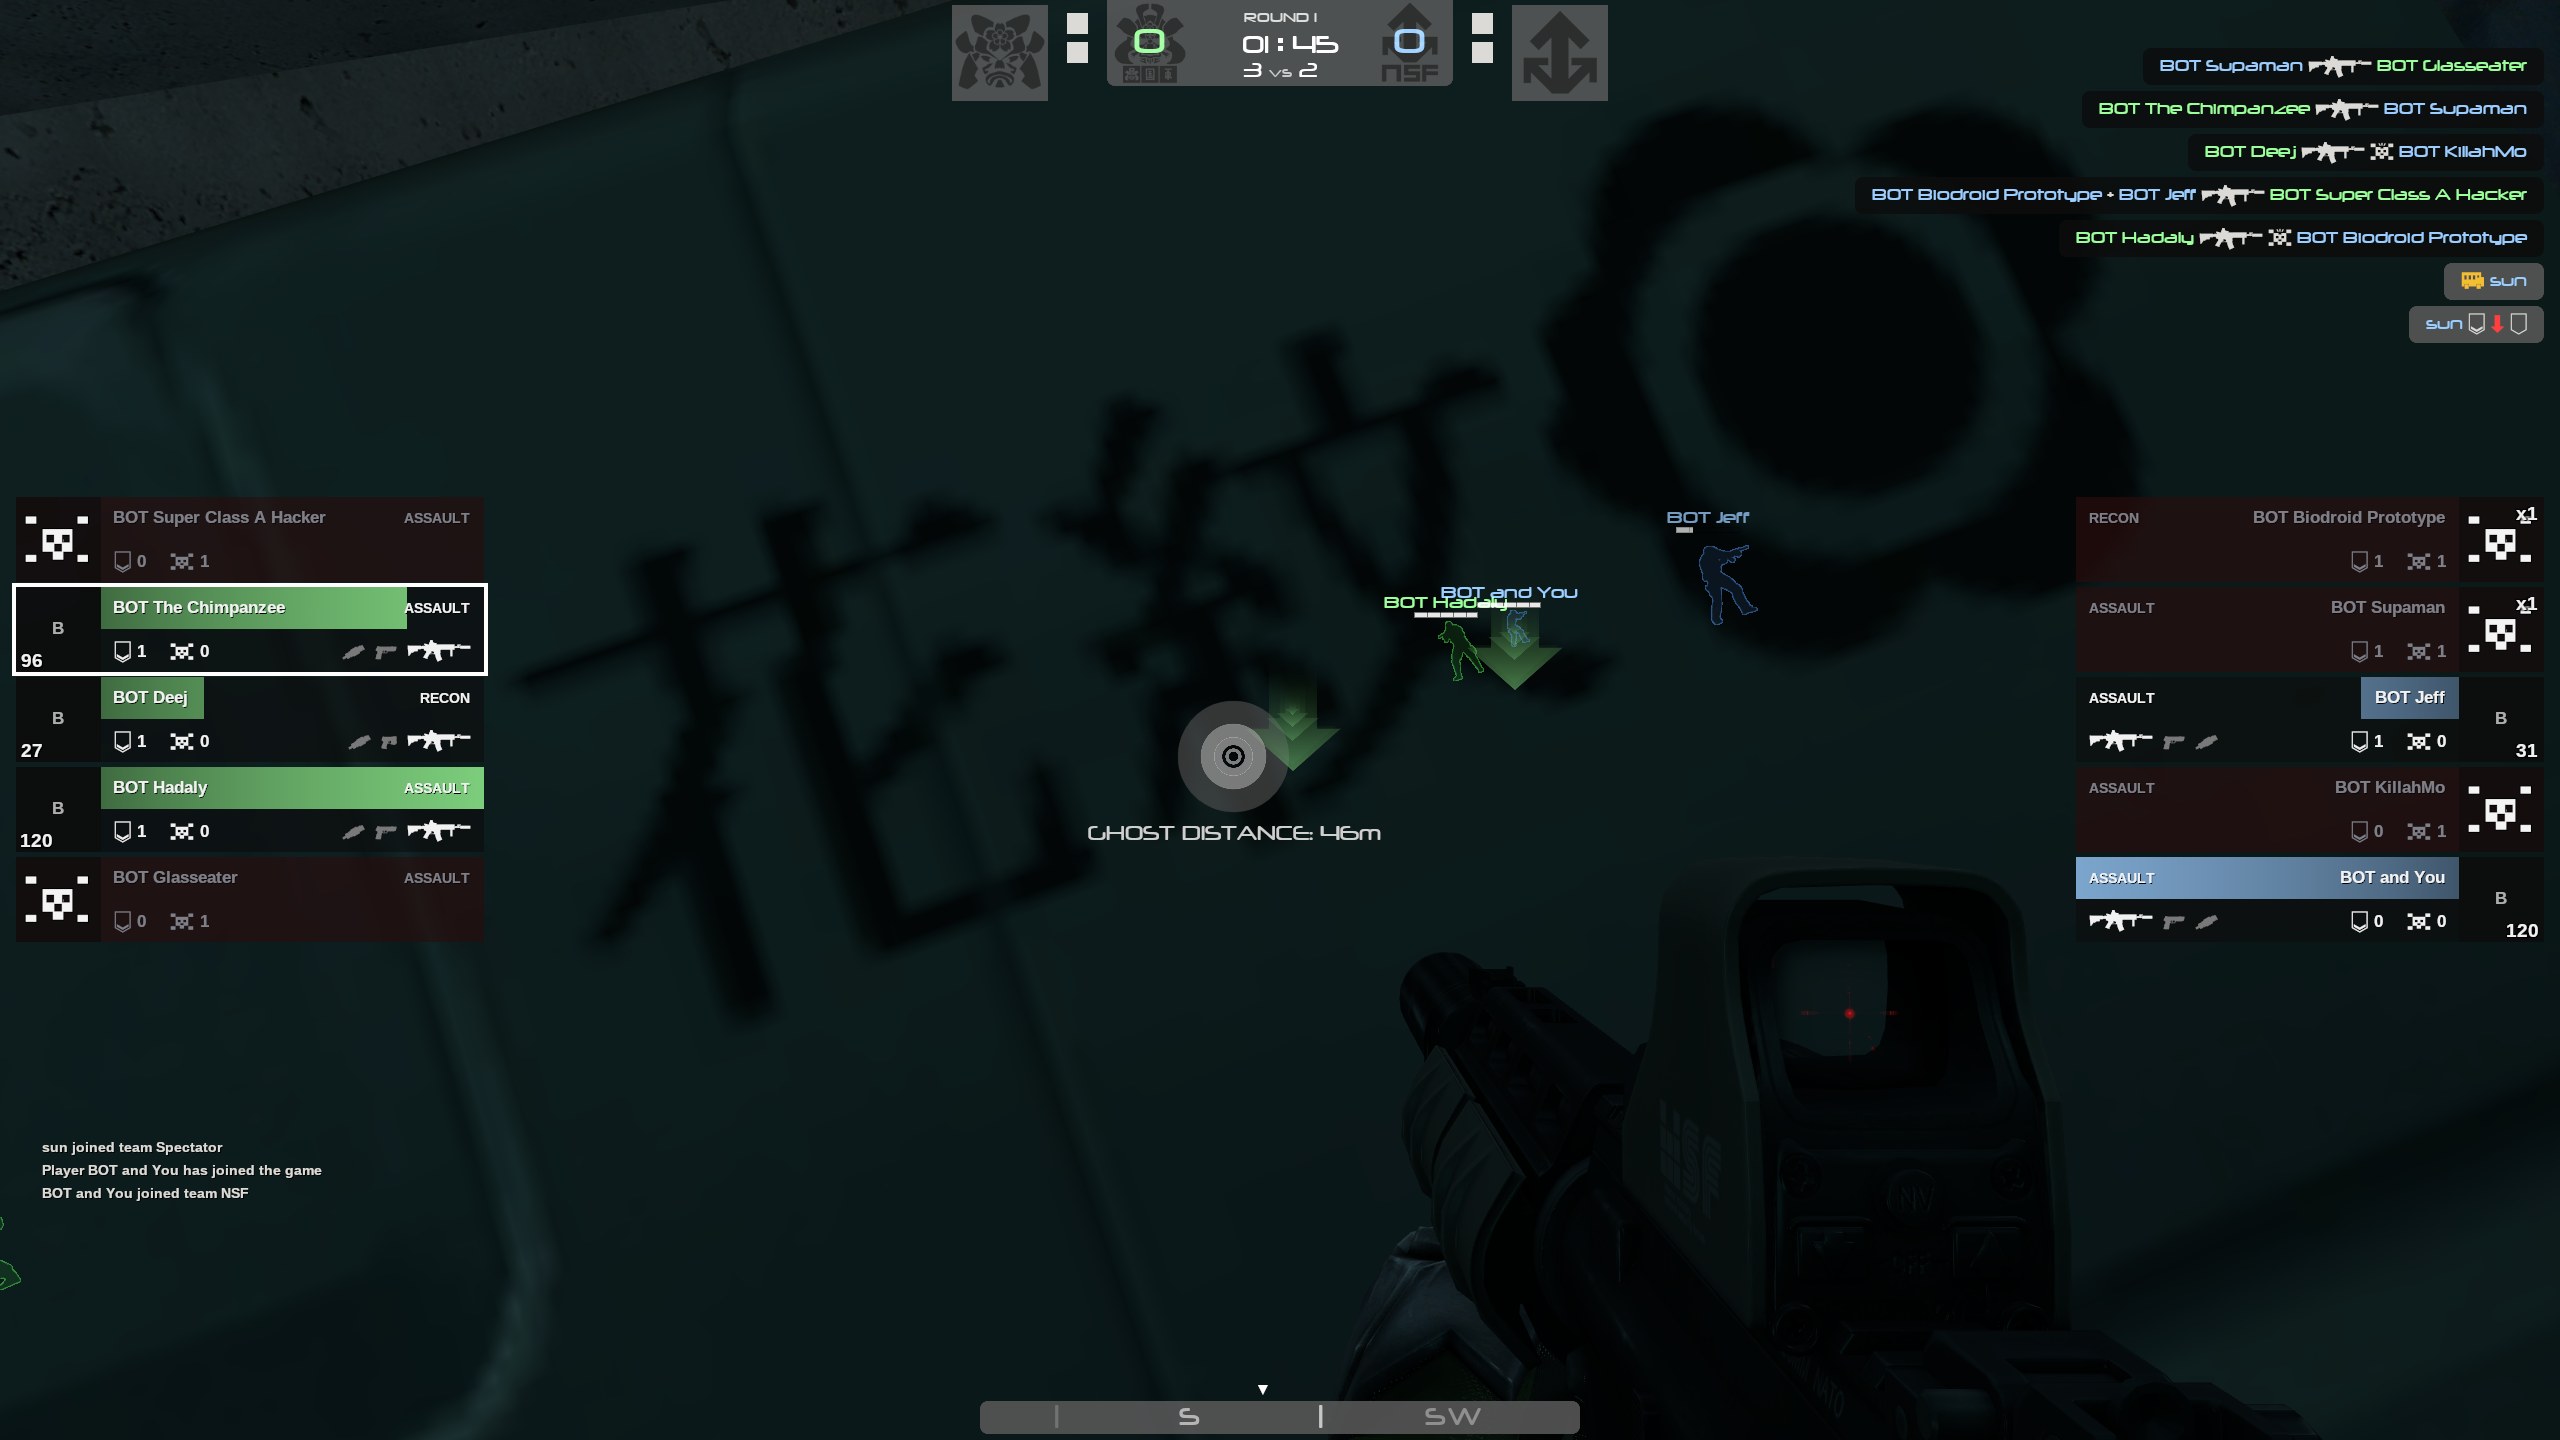 ROUND 1
0
01:45
0
3 vs 2
NSF
BOT Supaman BOT Glasseater
BOT The Chimpanzee BOT Supaman
BOT Deej BOT KillahMo
BOT Biodroid Prototype + BOT Jeff BOT Super Class A Hacker
BOT Hadaly BOT Biodroid Prototype
sun
sun
BOT Super Class A Hacker ASSAULT
0 1
B
96
BOT The Chimpanzee ASSAULT
1 0
B
27
BOT Deej RECON
1 0
B
120
BOT Hadaly ASSAULT
1 0
BOT Glasseater ASSAULT
0 1
BOT Jeff
BOT and You
BOT Hadaly
GHOST DISTANCE: 46m
花紋
RECON BOT Biodroid Prototype x1
1 1
ASSAULT BOT Supaman x1
1 1
ASSAULT BOT Jeff
1 0
B
31
ASSAULT BOT KillahMo
0 1
ASSAULT BOT and You
0 0
B
120
sun joined team Spectator
Player BOT and You has joined the game
BOT and You joined team NSF
NSF
NATO
S SW